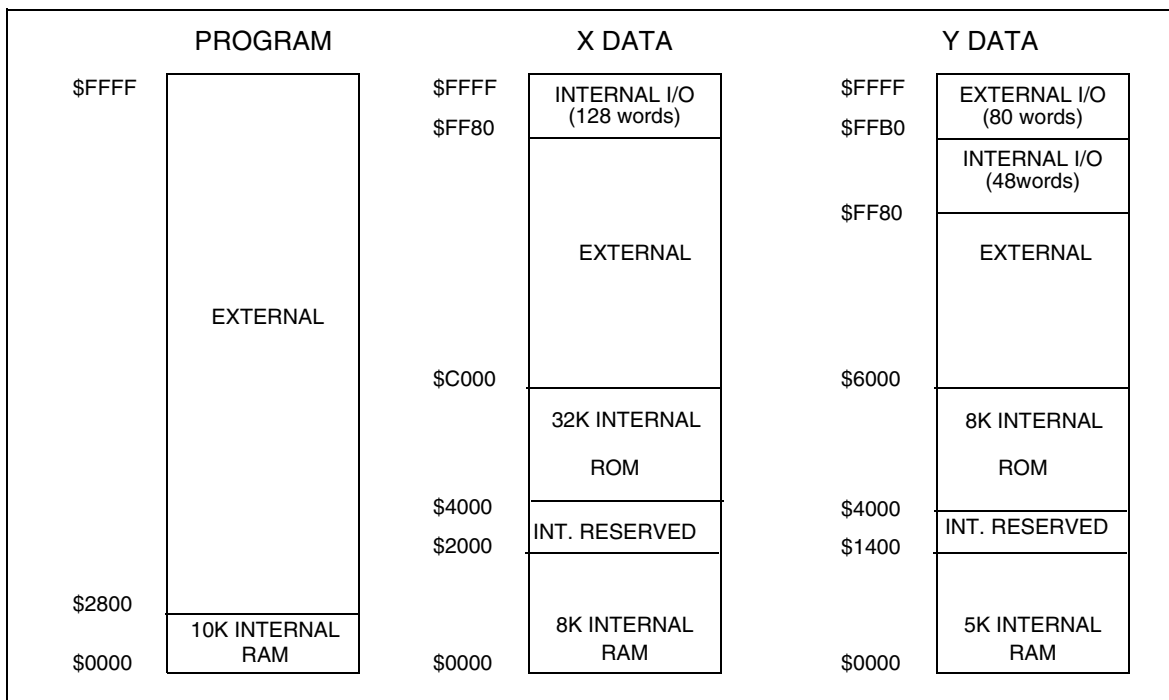 PROGRAM
$FFFF
EXTERNAL
$2800
10K INTERNAL
RAM
$0000
X DATA
$FFFF
INTERNAL I/O
(128 words)
$FF80
EXTERNAL
$C000
32K INTERNAL
ROM
$4000
INT. RESERVED
$2000
8K INTERNAL
RAM
$0000
Y DATA
$FFFF
EXTERNAL I/O
(80 words)
$FFB0
INTERNAL I/O
(48words)
$FF80
EXTERNAL
$6000
8K INTERNAL
ROM
$4000
INT. RESERVED
$1400
5K INTERNAL
RAM
$0000